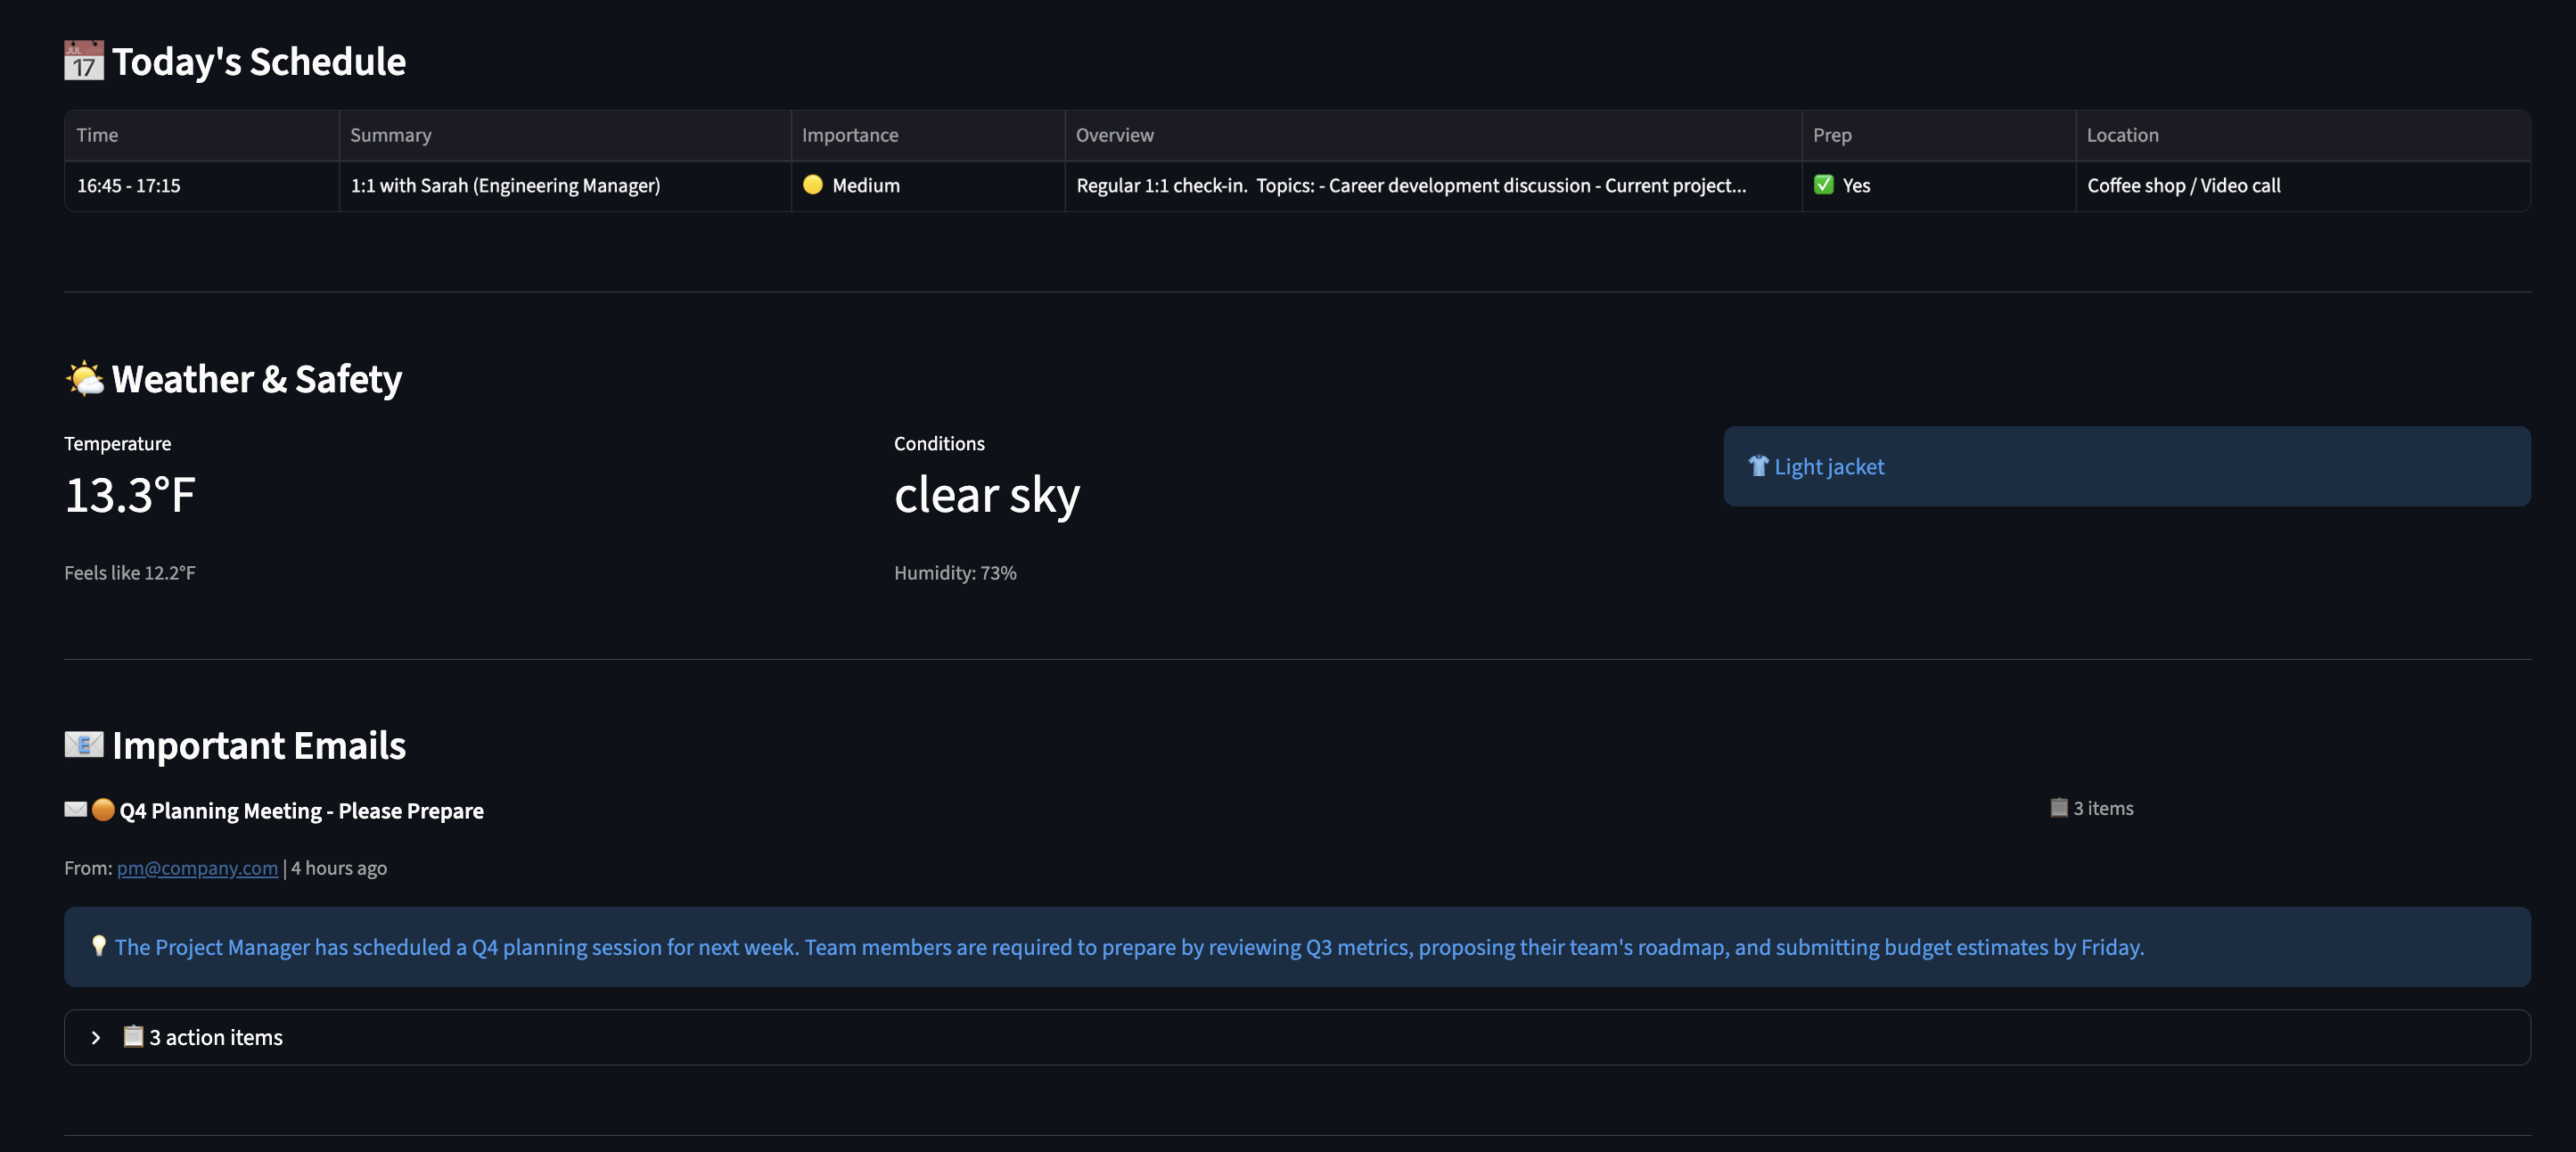 Today's Schedule
Time Summary Importance Overview Prep Location
16:45 - 17:15 1:1 with Sarah (Engineering Manager) Medium Regular 1:1 check-in. Topics: - Career development discussion - Current project... Yes Coffee shop / Video call
Weather & Safety
Temperature Conditions
13.3°F clear sky
Light jacket
Feels like 12.2°F Humidity: 73%
Important Emails
Q4 Planning Meeting - Please Prepare 3 items
From: pm@company.com | 4 hours ago
The Project Manager has scheduled a Q4 planning session for next week. Team members are required to prepare by reviewing Q3 metrics, proposing their team's roadmap, and submitting budget estimates by Friday.
3 action items